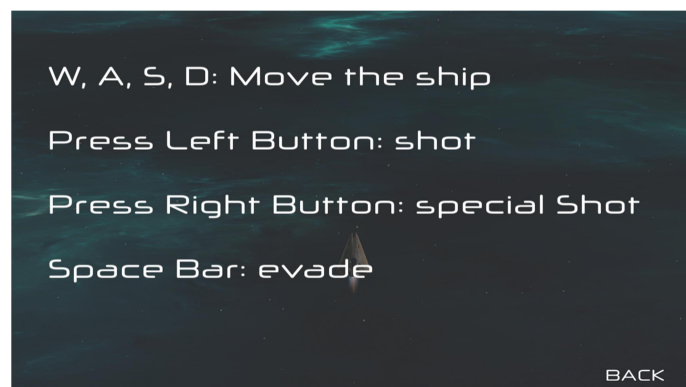 W, A, S, D: Move the ship
Press Left Button: shot
Press Right Button: special Shot
Space Bar: evade
BACK